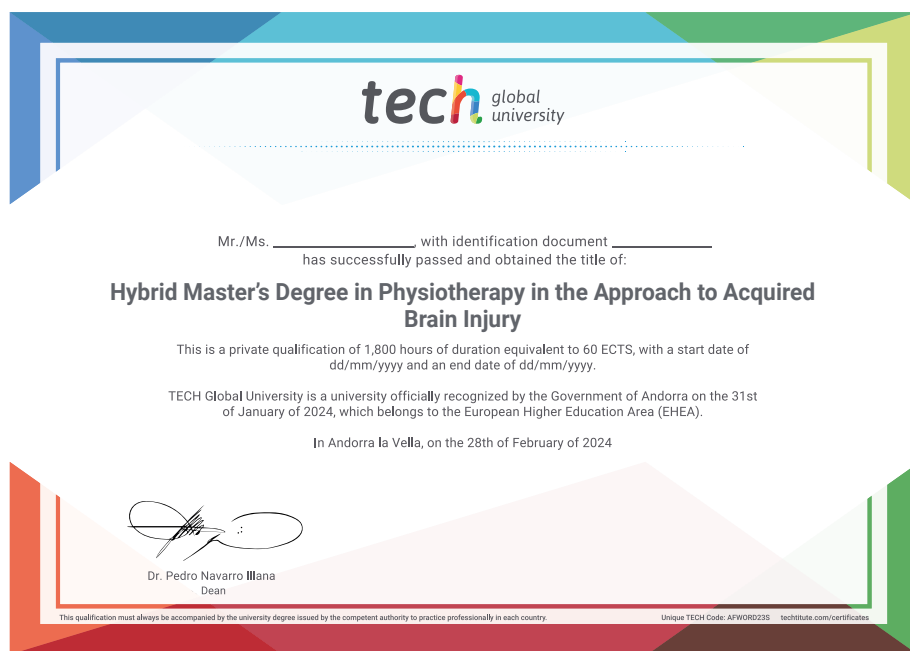 tech global university
Mr./Ms. ________________, with identification document ___________
has successfully passed and obtained the title of:
Hybrid Master's Degree in Physiotherapy in the Approach to Acquired
Brain Injury
This is a private qualification of 1,800 hours of duration equivalent to 60 ECTS, with a start date of
dd/mm/yyyy and an end date of dd/mm/yyyy.
TECH Global University is a university officially recognized by the Government of Andorra on the 31st
of January of 2024, which belongs to the European Higher Education Area (EHEA).
In Andorra la Vella, on the 28th of February of 2024
Dr. Pedro Navarro Illana
Dean
This qualification must always be accompanied by the university degree issued by the competent authority to practice professionally in each country.
Unique TECH Code: AFWORD23S techtitute.com/certificates